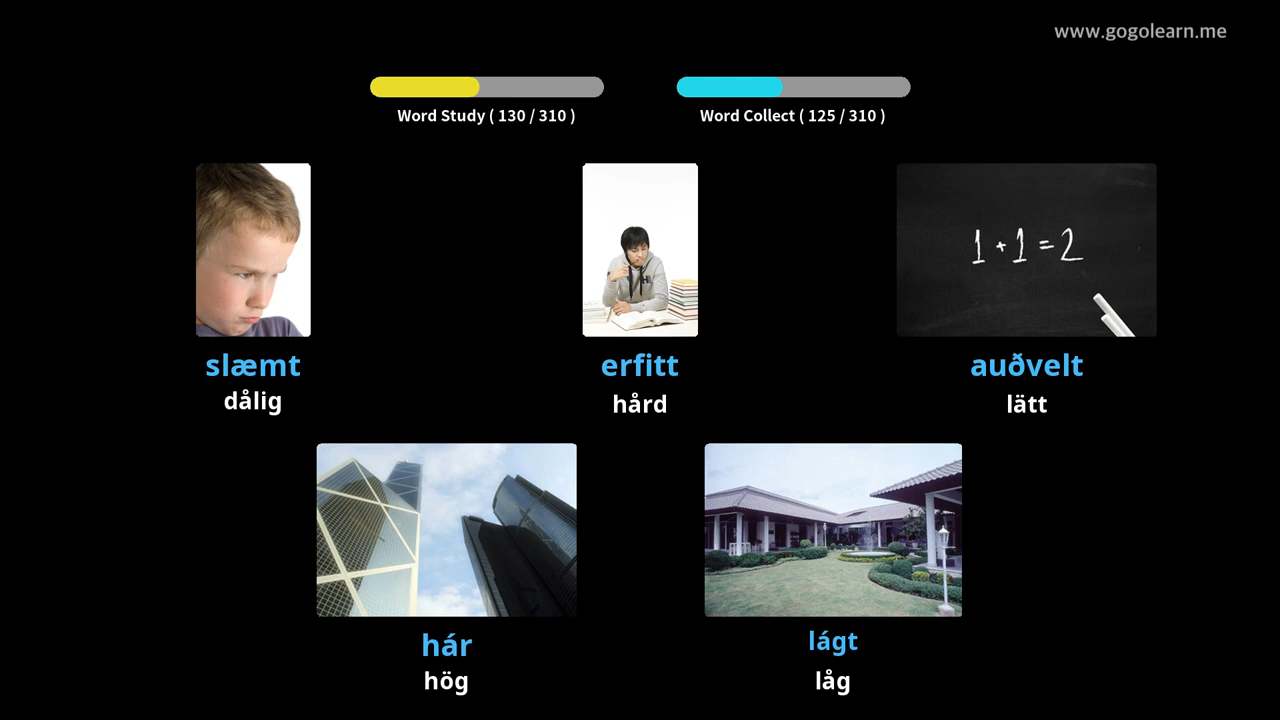 www.gogolearn.me
Word Study ( 130 / 310 )
Word Collect ( 125 / 310 )
1 + 1 = 2
slæmt
dålig
erfitt
hård
auðvelt
lätt
hár
hög
lágt
låg